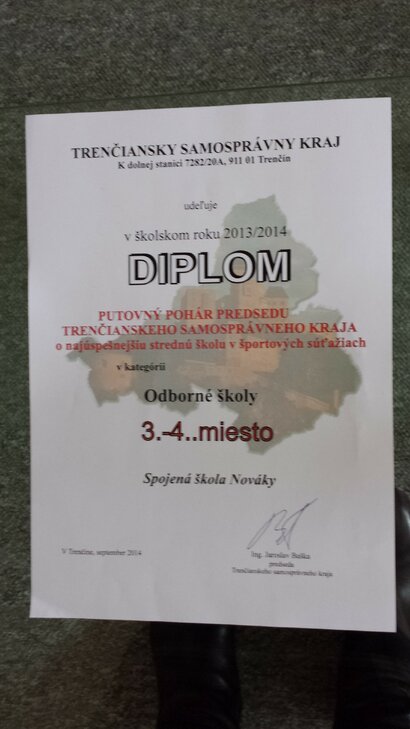 TRENČIANSKY SAMOSPRÁVNY KRAJ
K dolnej stanici 7282/20A, 911 01 Trenčín
udeľuje
v školskom roku 2013/2014
DIPLOM
PUTOVNÝ POHÁR PREDSEDU
TRENČIANSKEHO SAMOSPRÁVNEHO KRAJA
o najúspešnejšiu strednú školu v športových súťažiach
v kategórii
Odborné školy
3.-4..miesto
Spojená škola Nováky
V Trenčíne, september 2014
Ing. Jaroslav Baška
predseda
Trenčianskeho samosprávneho kraja